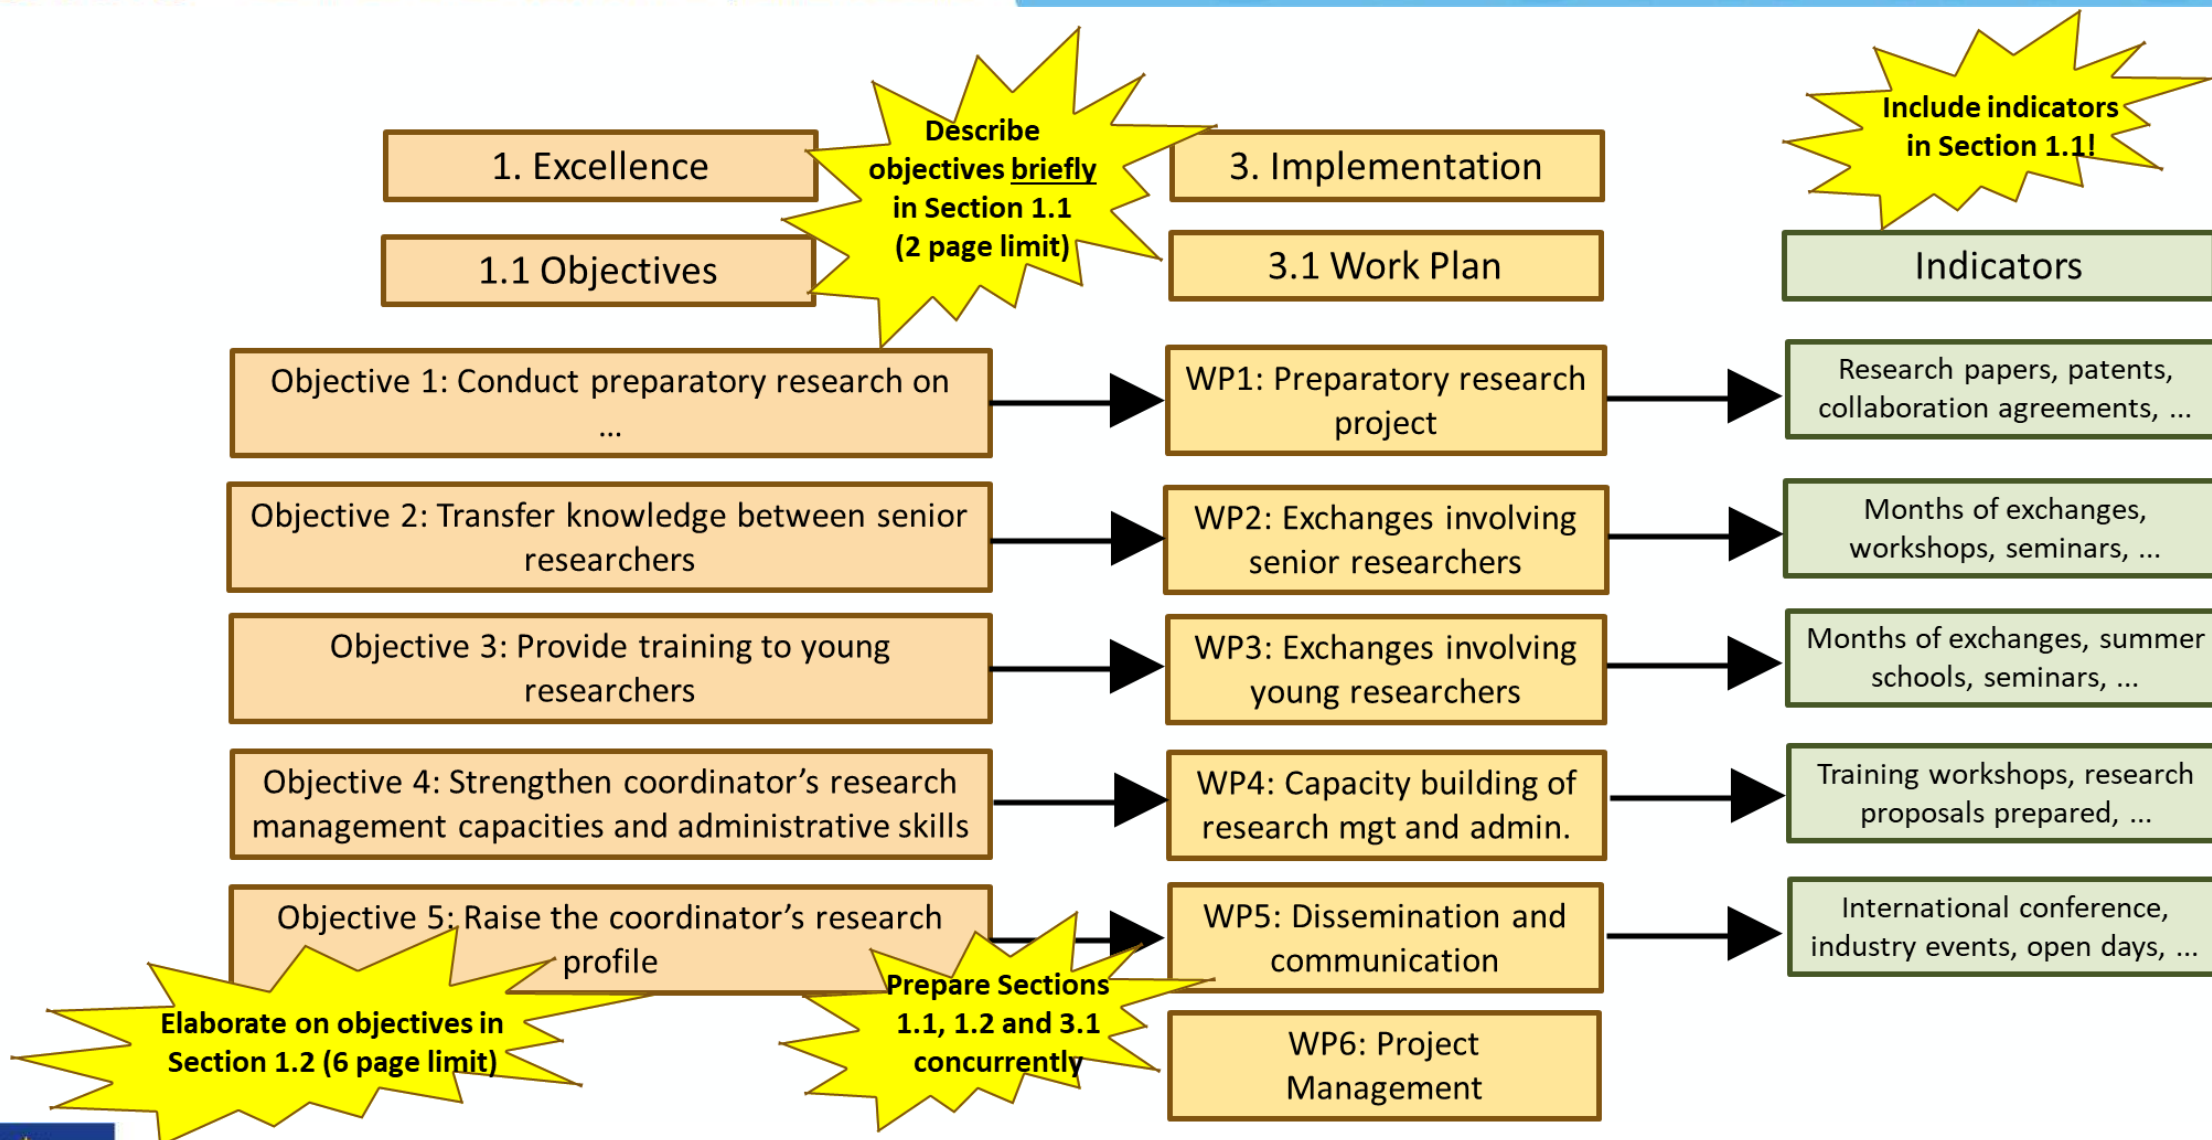 Describe
objectives briefly
in Section 1.1
(2 page limit)
Include indicators
in Section 1.1!
1. Excellence
3. Implementation
1.1 Objectives
3.1 Work Plan
Indicators
Objective 1: Conduct preparatory research on
...
WP1: Preparatory research
project
Research papers, patents,
collaboration agreements, ...
Objective 2: Transfer knowledge between senior
researchers
WP2: Exchanges involving
senior researchers
Months of exchanges,
workshops, seminars, ...
Objective 3: Provide training to young
researchers
WP3: Exchanges involving
young researchers
Months of exchanges, summer
schools, seminars, ...
Objective 4: Strengthen coordinator’s research
management capacities and administrative skills
WP4: Capacity building of
research mgt and admin.
Training workshops, research
proposals prepared, ...
Objective 5: Raise the coordinator’s research
profile
WP5: Dissemination and
communication
International conference,
industry events, open days, ...
Elaborate on objectives in
Section 1.2 (6 page limit)
Prepare Sections
1.1, 1.2 and 3.1
concurrently
WP6: Project
Management